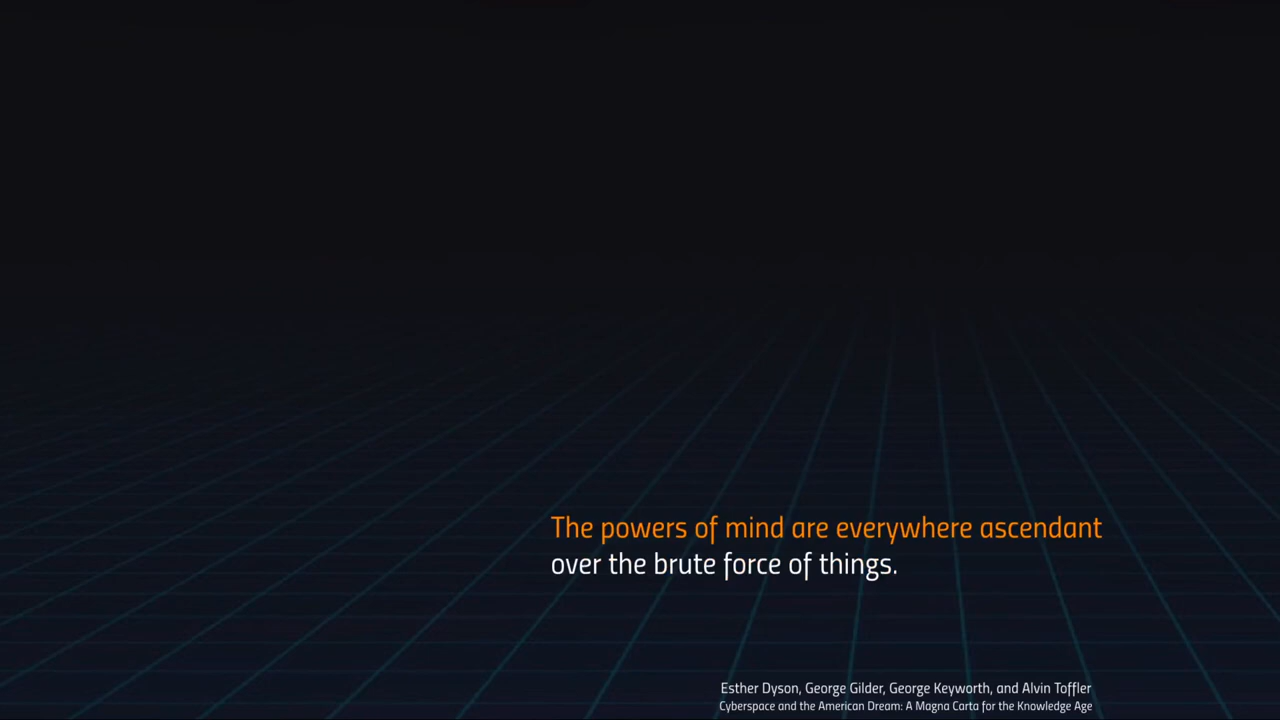 The powers of mind are everywhere ascendant
over the brute force of things.
Esther Dyson, George Gilder, George Keyworth, and Alvin Toffler
Cyberspace and the American Dream: A Magna Carta for the Knowledge Age